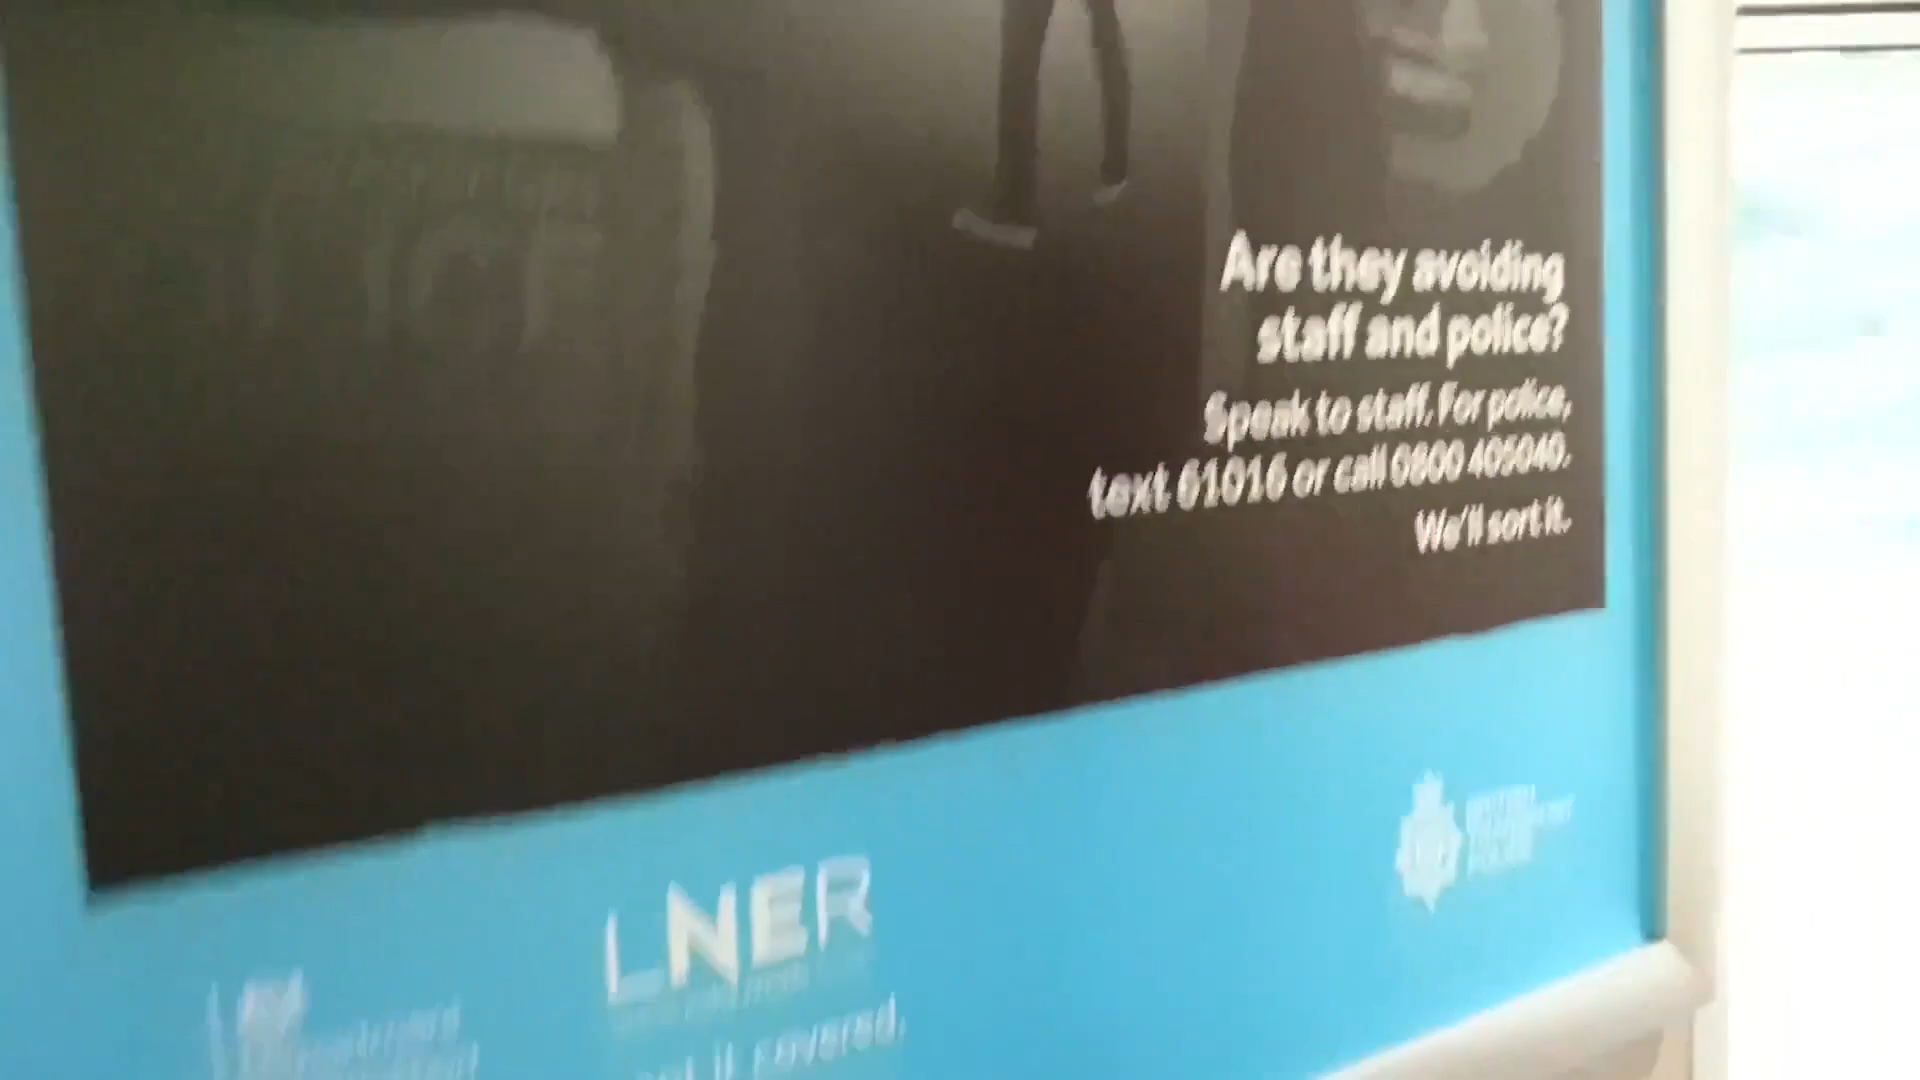 Are they avoiding
staff and police?
Speak to staff. For police,
text 61016 or call 0800 405040.
We'll sort it.
LNER
it covered.